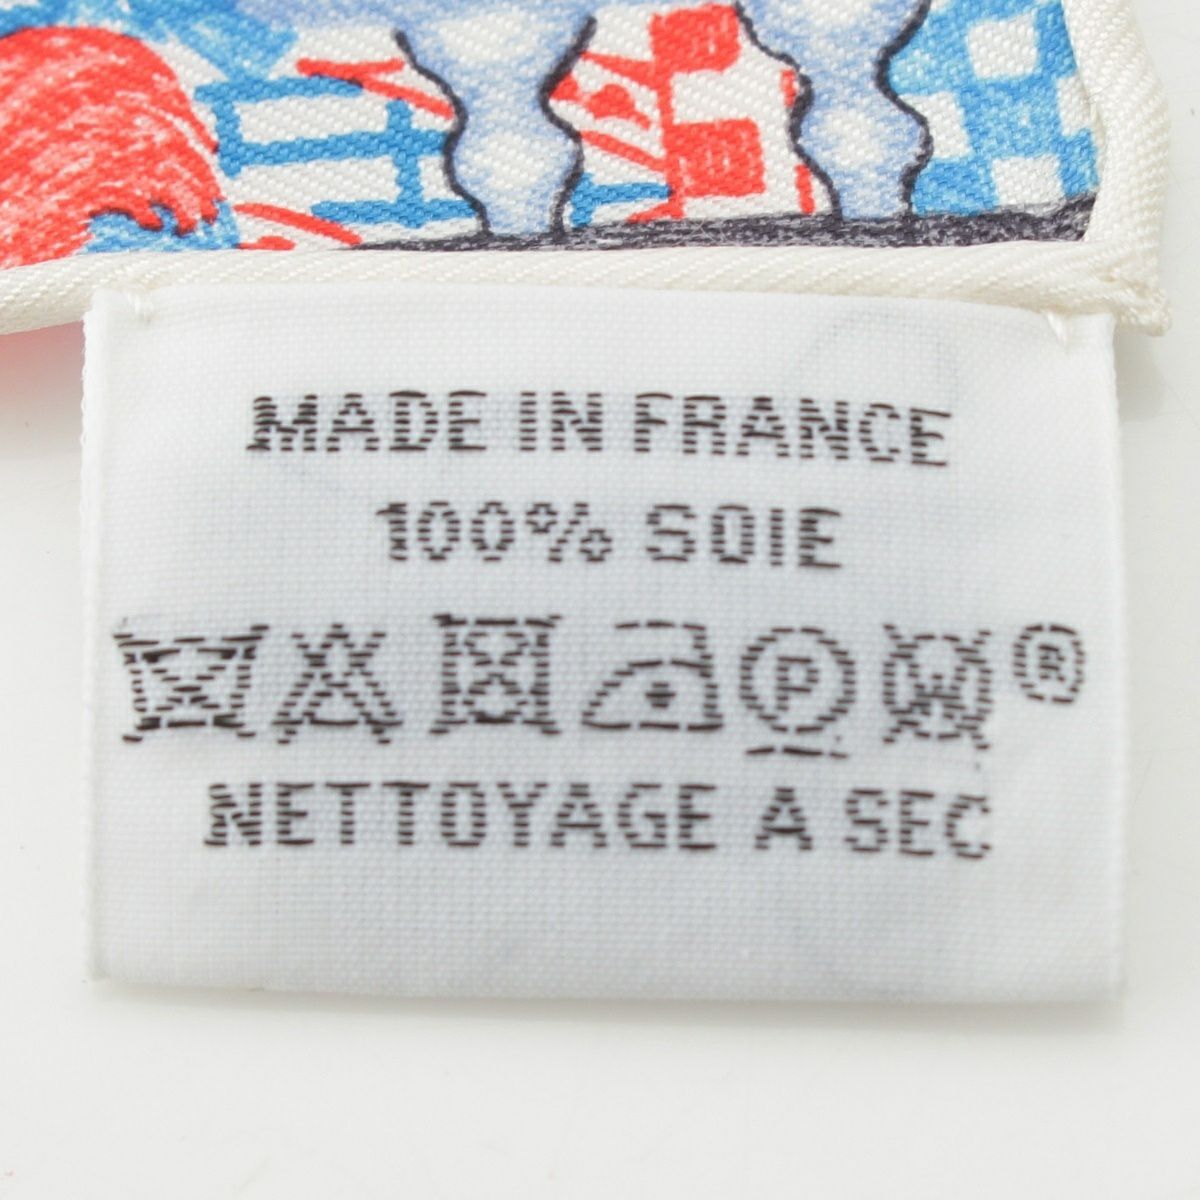 MADE IN FRANCE
100% SOIE
P W ®
NETTOYAGE A SEC